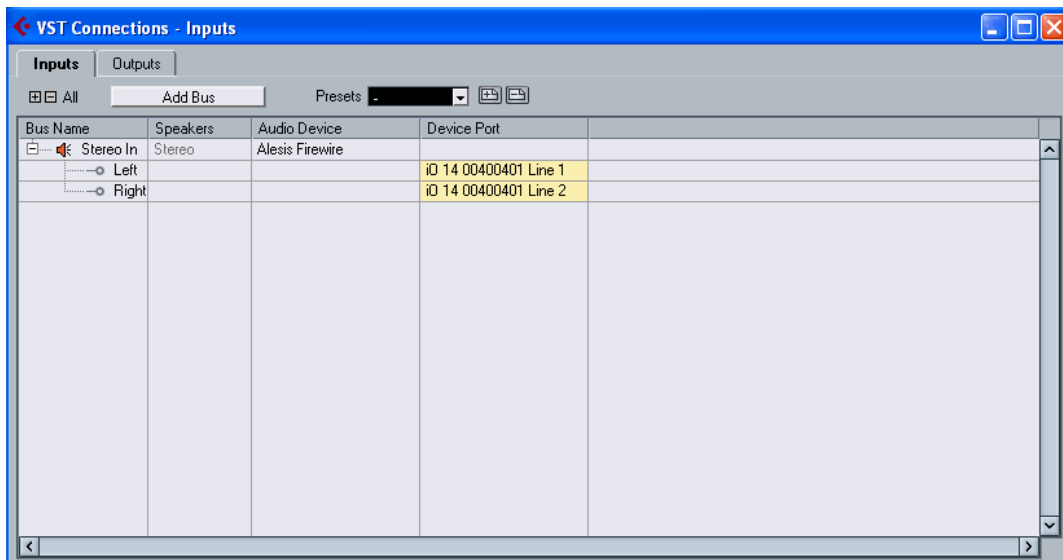 VST Connections - Inputs
Inputs Outputs
All Add Bus Presets -
Bus Name Speakers Audio Device Device Port
Stereo In Stereo Alesis Firewire
Left iO 14 00400401 Line 1
Right iO 14 00400401 Line 2